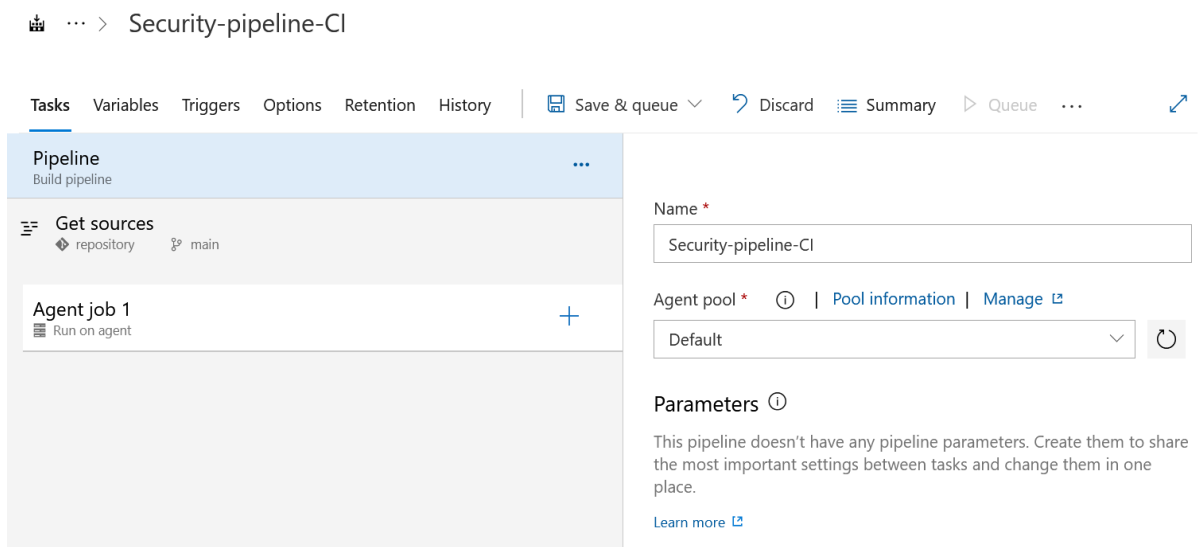 ... > Security-pipeline-CI
Tasks Variables Triggers Options Retention History Save & queue Discard Summary Queue ...
Pipeline ...
Build pipeline
Get sources
repository main
Agent job 1
Run on agent
Name *
Security-pipeline-CI
Agent pool * | Pool information | Manage
Default
Parameters
This pipeline doesn't have any pipeline parameters. Create them to share
the most important settings between tasks and change them in one
place.
Learn more